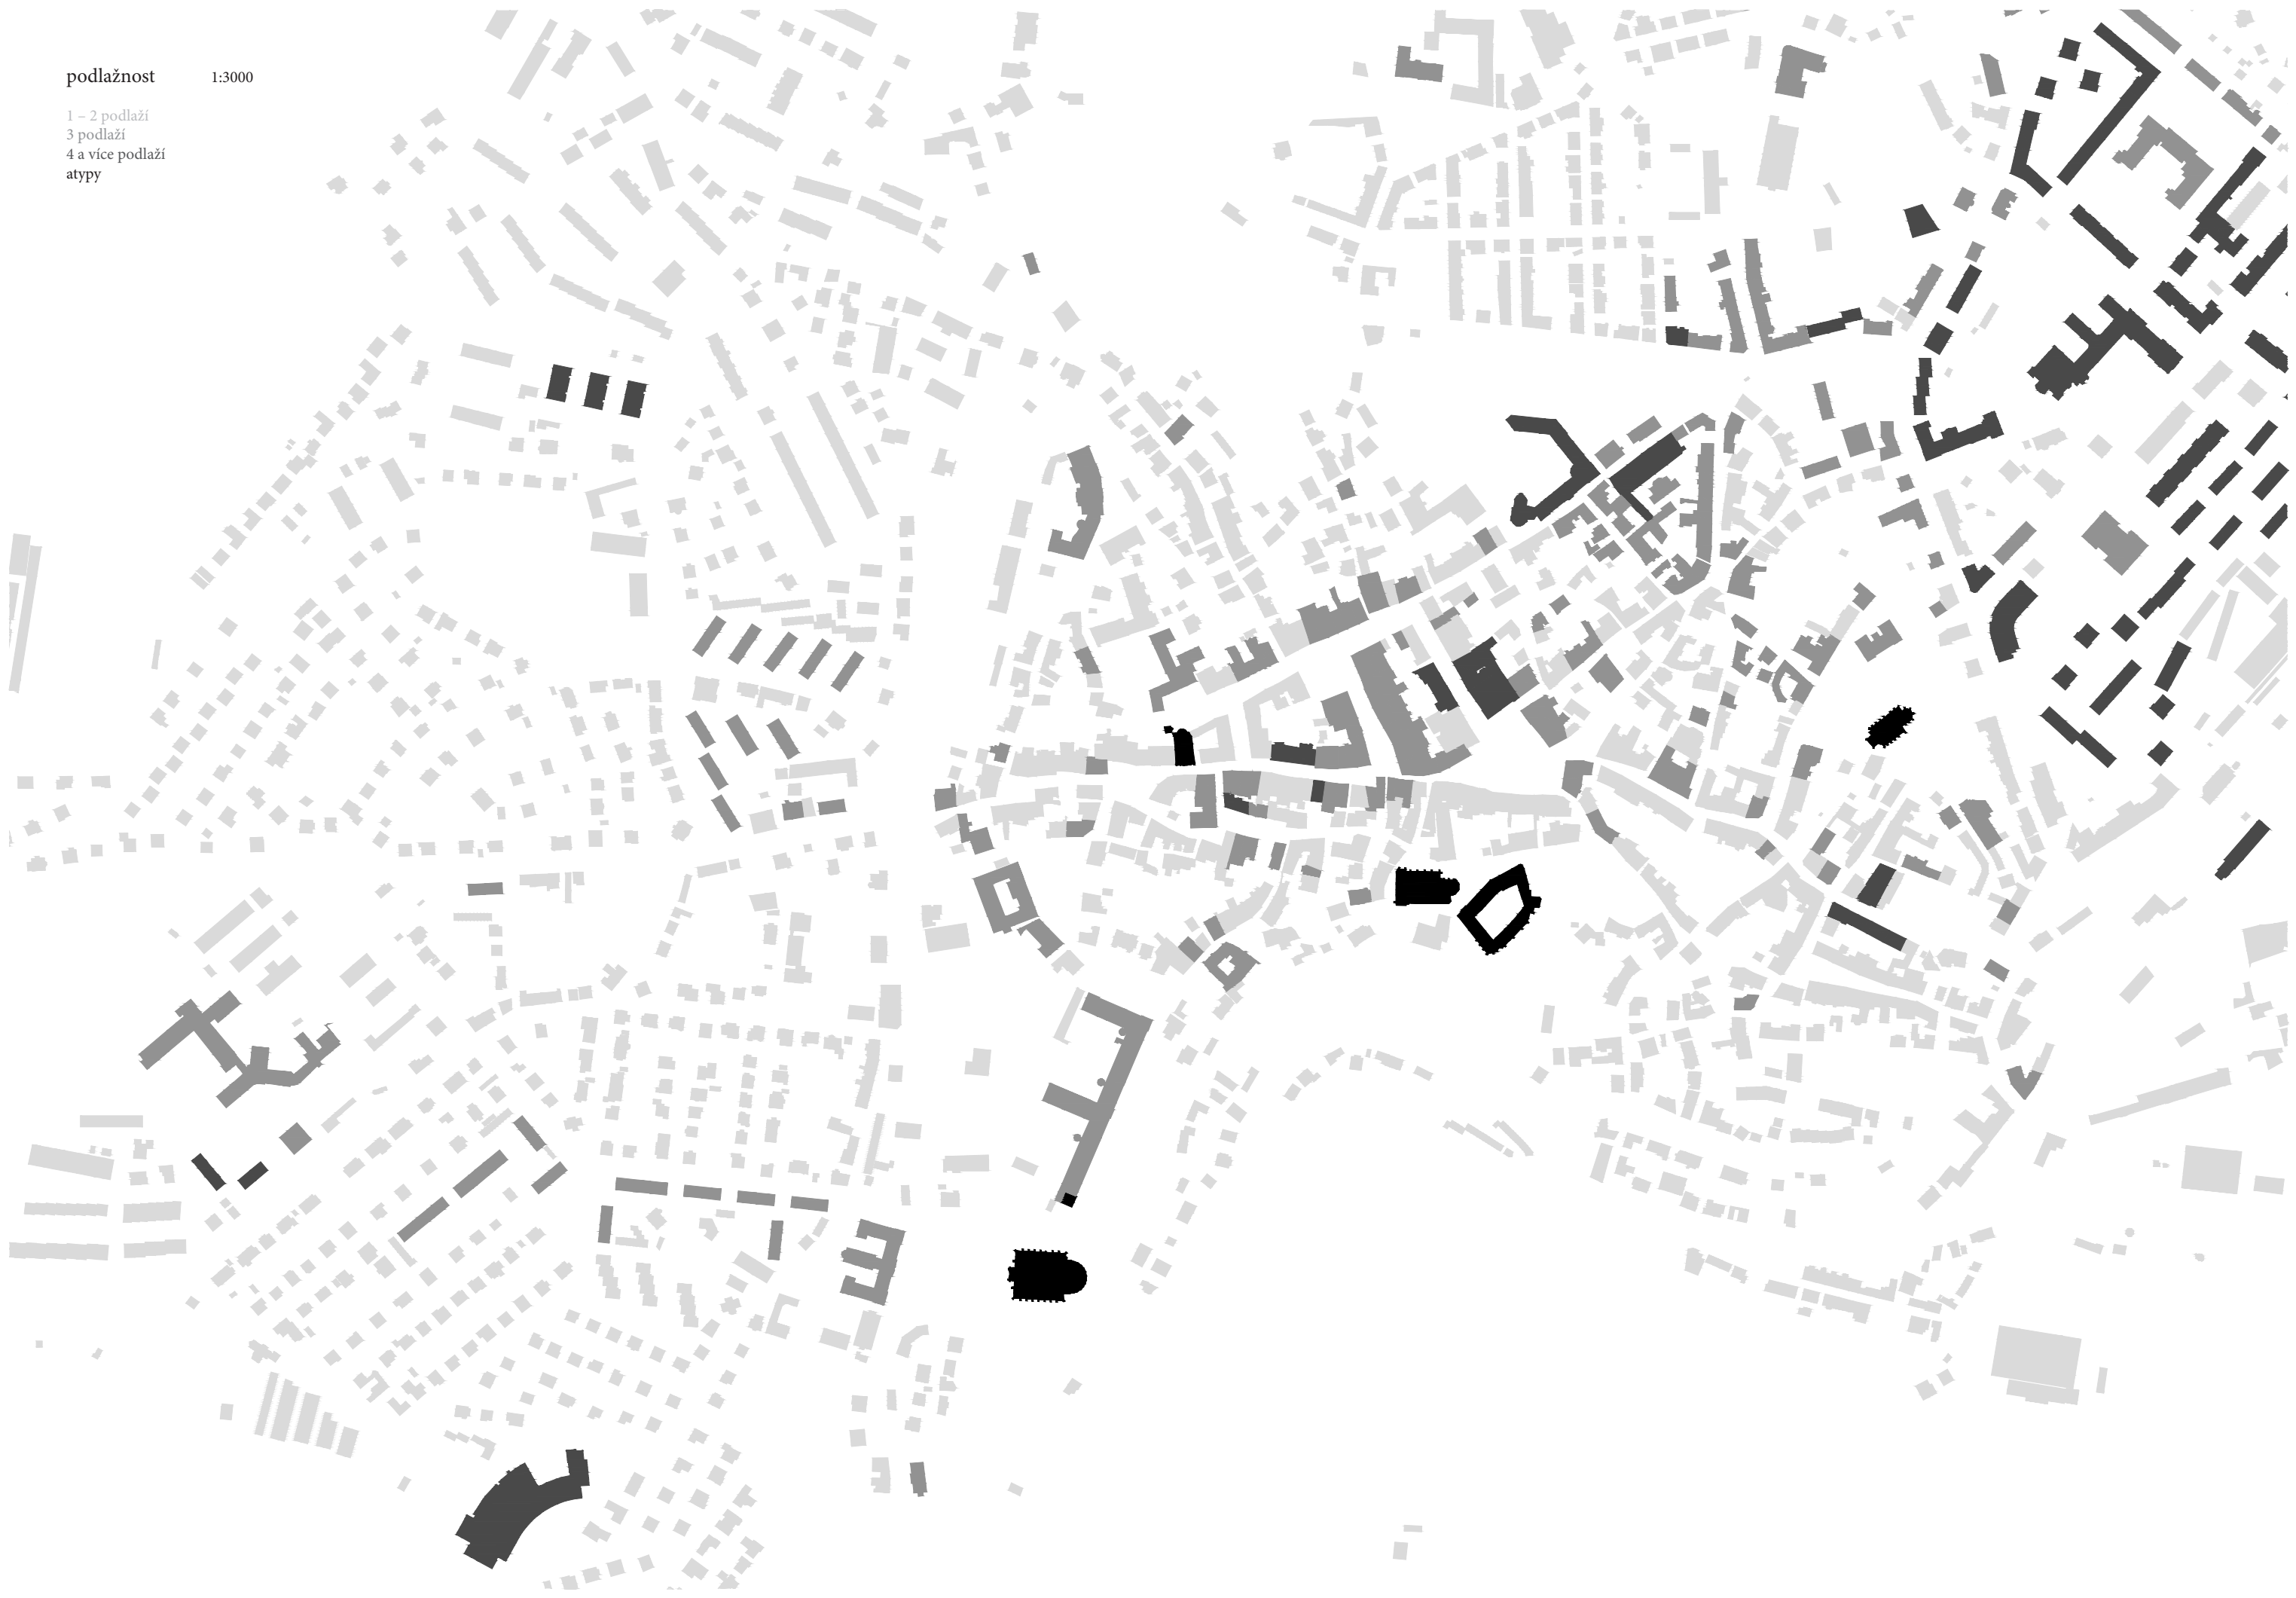 podlažnost 1:3000
1 – 2 podlaží
3 podlaží
4 a více podlaží
atypy